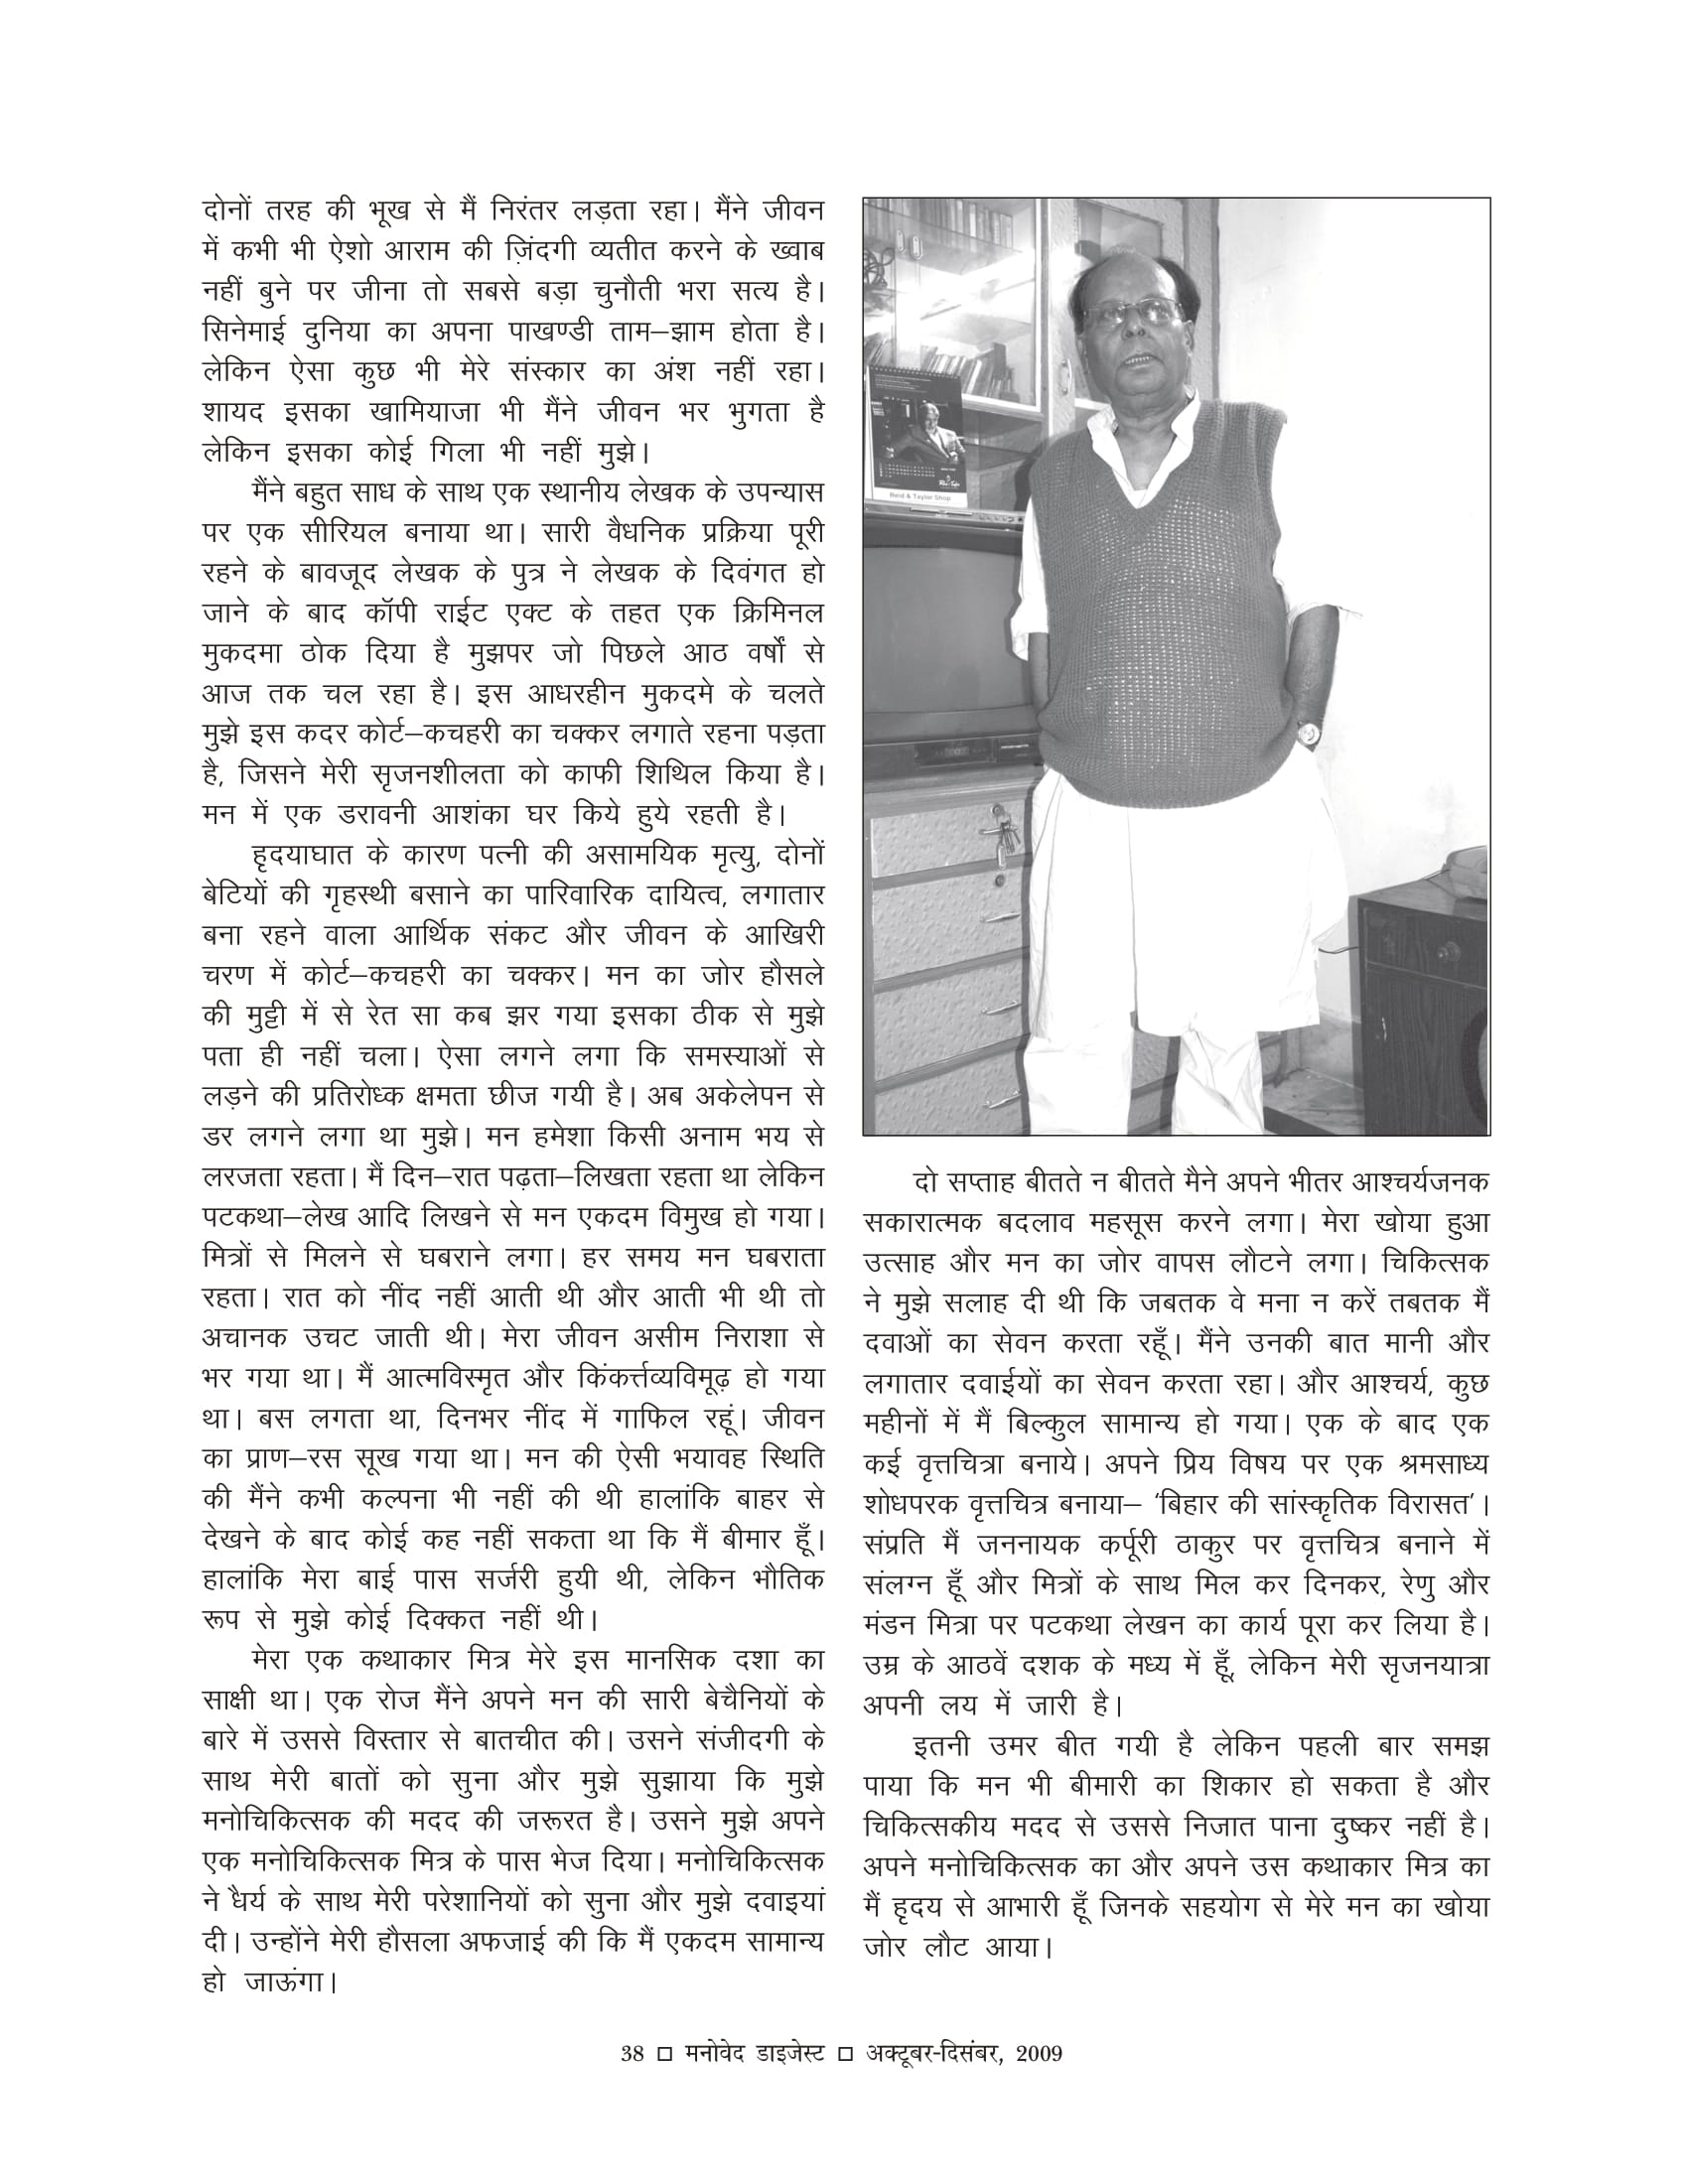 दोनों तरह की भूख से मैं निरंतर लड़ता रहा। मैंने जीवन
में कभी भी ऐशो आराम की ज़िंदगी व्यतीत करने के ख्वाब
नहीं बुने पर जीना तो सबसे बड़ा चुनौती भरा सत्य है।
सिनेमाई दुनिया का अपना पाखण्डी ताम–झाम होता है।
लेकिन ऐसा कुछ भी मेरे संस्कार का अंश नहीं रहा।
शायद इसका खामियाजा भी मैंने जीवन भर भुगता है
लेकिन इसका कोई गिला भी नहीं मुझे।
मैंने बहुत साध के साथ एक स्थानीय लेखक के उपन्यास
पर एक सीरियल बनाया था। सारी वैधनिक प्रक्रिया पूरी
रहने के बावजूद लेखक के पुत्र ने लेखक के दिवंगत हो
जाने के बाद कॉपी राईट एक्ट के तहत एक क्रिमिनल
मुकदमा ठोक दिया है मुझपर जो पिछले आठ वर्षों से
आज तक चल रहा है। इस आधरहीन मुकदमे के चलते
मुझे इस कदर कोर्ट–कचहरी का चक्कर लगाते रहना पड़ता
है, जिसने मेरी सृजनशीलता को काफी शिथिल किया है।
मन में एक डरावनी आशंका घर किये हुये रहती है।
हृदयाघात के कारण पत्नी की असामयिक मृत्यु, दोनों
बेटियों की गृहस्थी बसाने का पारिवारिक दायित्व, लगातार
बना रहने वाला आर्थिक संकट और जीवन के आखिरी
चरण में कोर्ट–कचहरी का चक्कर। मन का जोर हौसले
की मुट्टी में से रेत सा कब झर गया इसका ठीक से मुझे
पता ही नहीं चला। ऐसा लगने लगा कि समस्याओं से
लड़ने की प्रतिरोध्क क्षमता छीज गयी है। अब अकेलेपन से
डर लगने लगा था मुझे। मन हमेशा किसी अनाम भय से
लरजता रहता। मैं दिन–रात पढ़ता–लिखता रहता था लेकिन
पटकथा–लेख आदि लिखने से मन एकदम विमुख हो गया।
मित्रों से मिलने से घबराने लगा। हर समय मन घबराता
रहता। रात को नींद नहीं आती थी और आती भी थी तो
अचानक उचट जाती थी। मेरा जीवन असीम निराशा से
भर गया था। मैं आत्मविस्मृत और किंकर्त्तव्यविमूढ़ हो गया
था। बस लगता था, दिनभर नींद में गाफिल रहूं। जीवन
का प्राण–रस सूख गया था। मन की ऐसी भयावह स्थिति
की मैंने कभी कल्पना भी नहीं की थी हालांकि बाहर से
देखने के बाद कोई कह नहीं सकता था कि मैं बीमार हूँ।
हालांकि मेरा बाई पास सर्जरी हुयी थी, लेकिन भौतिक
रूप से मुझे कोई दिक्कत नहीं थी।
मेरा एक कथाकार मित्र मेरे इस मानसिक दशा का
साक्षी था। एक रोज मैंने अपने मन की सारी बेचैनियों के
बारे में उससे विस्तार से बातचीत की। उसने संजीदगी के
साथ मेरी बातों को सुना और मुझे सुझाया कि मुझे
मनोचिकित्सक की मदद की जरूरत है। उसने मुझे अपने
एक मनोचिकित्सक मित्र के पास भेज दिया। मनोचिकित्सक
ने धैर्य के साथ मेरी परेशानियों को सुना और मुझे दवाइयां
दी। उन्होंने मेरी हौसला अफजाई की कि मैं एकदम सामान्य
हो जाऊंगा।
Reid & Taylor Shop
दो सप्ताह बीतते न बीतते मैने अपने भीतर आश्चर्यजनक
सकारात्मक बदलाव महसूस करने लगा। मेरा खोया हुआ
उत्साह और मन का जोर वापस लौटने लगा। चिकित्सक
ने मुझे सलाह दी थी कि जबतक वे मना न करें तबतक मैं
दवाओं का सेवन करता रहूँ। मैंने उनकी बात मानी और
लगातार दवाईयों का सेवन करता रहा। और आश्चर्य, कुछ
महीनों में मैं बिल्कुल सामान्य हो गया। एक के बाद एक
कई वृत्तचित्रा बनाये। अपने प्रिय विषय पर एक श्रमसाध्य
शोधपरक वृत्तचित्र बनाया– ‘बिहार की सांस्कृतिक विरासत’।
संप्रति मैं जननायक कर्पूरी ठाकुर पर वृत्तचित्र बनाने में
संलग्न हूँ और मित्रों के साथ मिल कर दिनकर, रेणु और
मंडन मित्रा पर पटकथा लेखन का कार्य पूरा कर लिया है।
उम्र के आठवें दशक के मध्य में हूँ, लेकिन मेरी सृजनयात्रा
अपनी लय में जारी है।
इतनी उमर बीत गयी है लेकिन पहली बार समझ
पाया कि मन भी बीमारी का शिकार हो सकता है और
चिकित्सकीय मदद से उससे निजात पाना दुष्कर नहीं है।
अपने मनोचिकित्सक का और अपने उस कथाकार मित्र का
मैं हृदय से आभारी हूँ जिनके सहयोग से मेरे मन का खोया
जोर लौट आया।
38 □ मनोवेद डाइजेस्ट □ अक्टूबर-दिसंबर, 2009